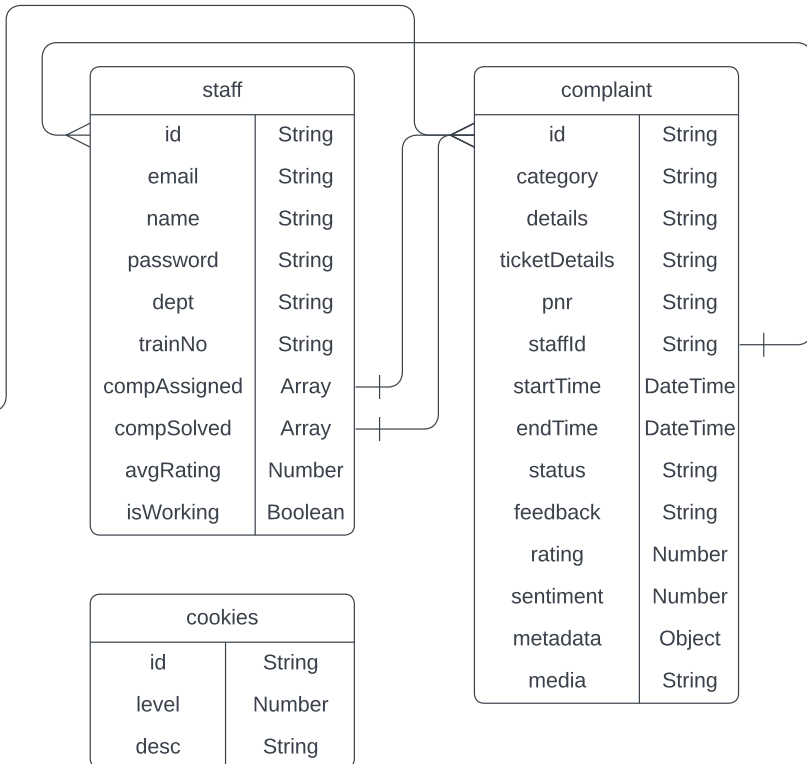 staff
id String
email String
name String
password String
dept String
trainNo String
compAssigned Array
compSolved Array
avgRating Number
isWorking Boolean
complaint
id String
category String
details String
ticketDetails String
pnr String
staffId String
startTime DateTime
endTime DateTime
status String
feedback String
rating Number
sentiment Number
metadata Object
media String
cookies
id String
level Number
desc String